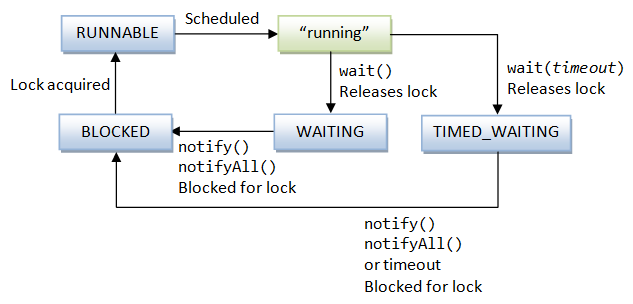 RUNNABLE
Scheduled
“running”
wait()
Releases lock
wait(timeout)
Releases lock
Lock acquired
BLOCKED
WAITING
TIMED_WAITING
notify()
notifyAll()
Blocked for lock
notify()
notifyAll()
or timeout
Blocked for lock